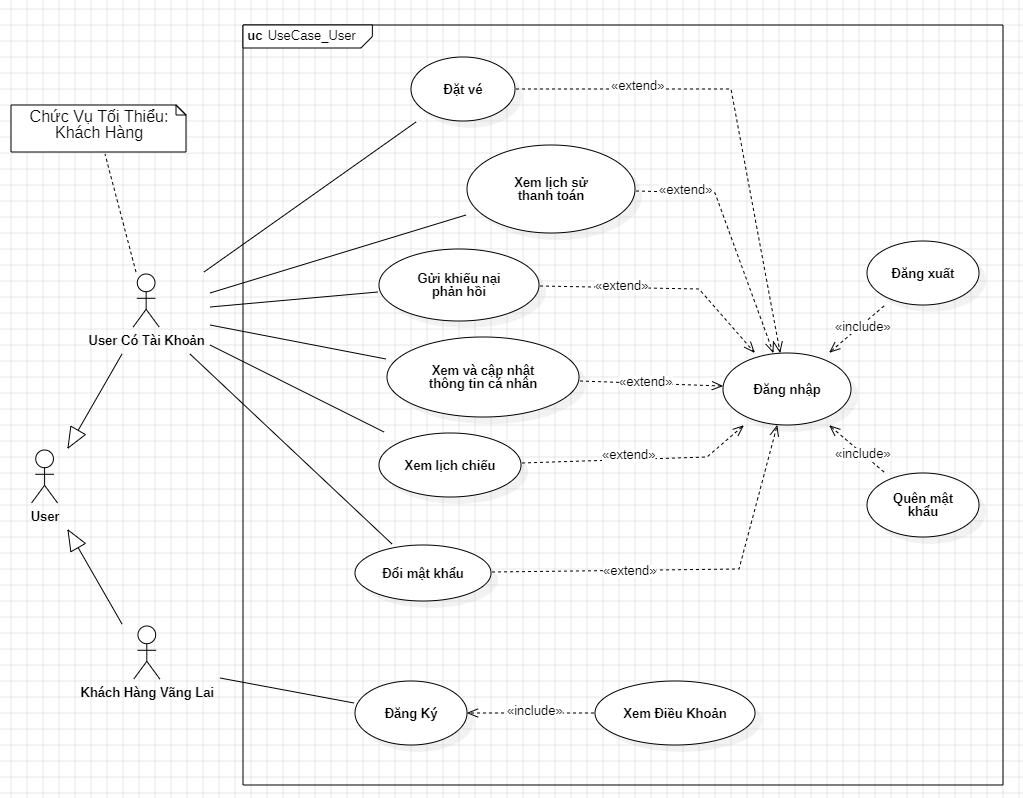 uc UseCase_User
Chức Vụ Tối Thiểu:
Khách Hàng
Đặt vé
«extend»
Xem lịch sử
thanh toán
«extend»
Gửi khiếu nại
phản hồi
«extend»
Đăng xuất
«include»
User Có Tài Khoản
Xem và cập nhật
thông tin cá nhân
«extend»
Đăng nhập
Xem lịch chiếu
«extend»
«include»
Quên mật
khẩu
User
Đổi mật khẩu
«extend»
Khách Hàng Vãng Lai
Đăng Ký
«include»
Xem Điều Khoản